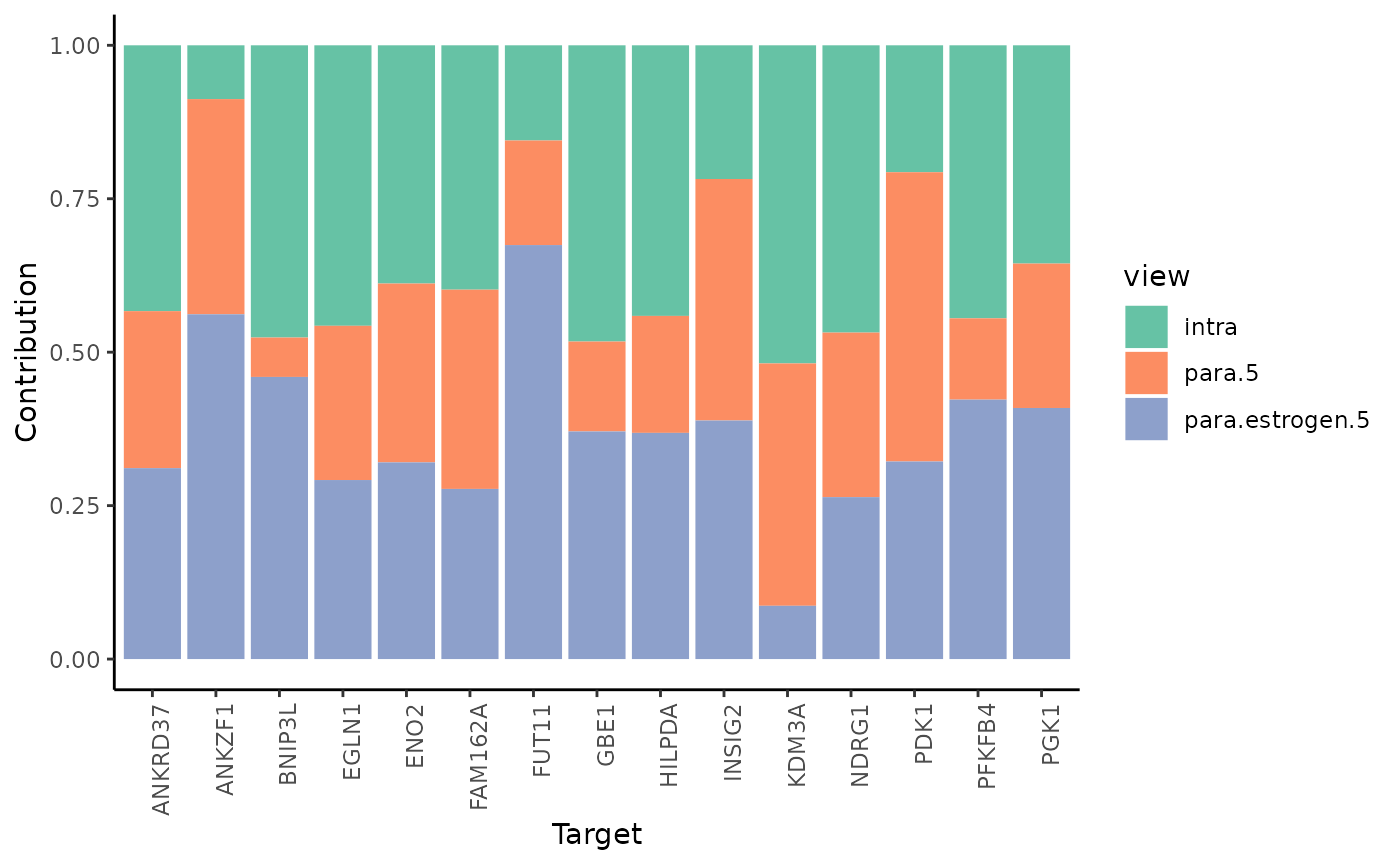 1.00
0.75
0.50
0.25
0.00
Contribution
ANKRD37
ANKZF1
BNIP3L
EGLN1
ENO2
FAM162A
FUT11
GBE1
HILPDA
INSIG2
KDM3A
NDRG1
PDK1
PFKFB4
PGK1
Target
view
intra
para.5
para.estrogen.5